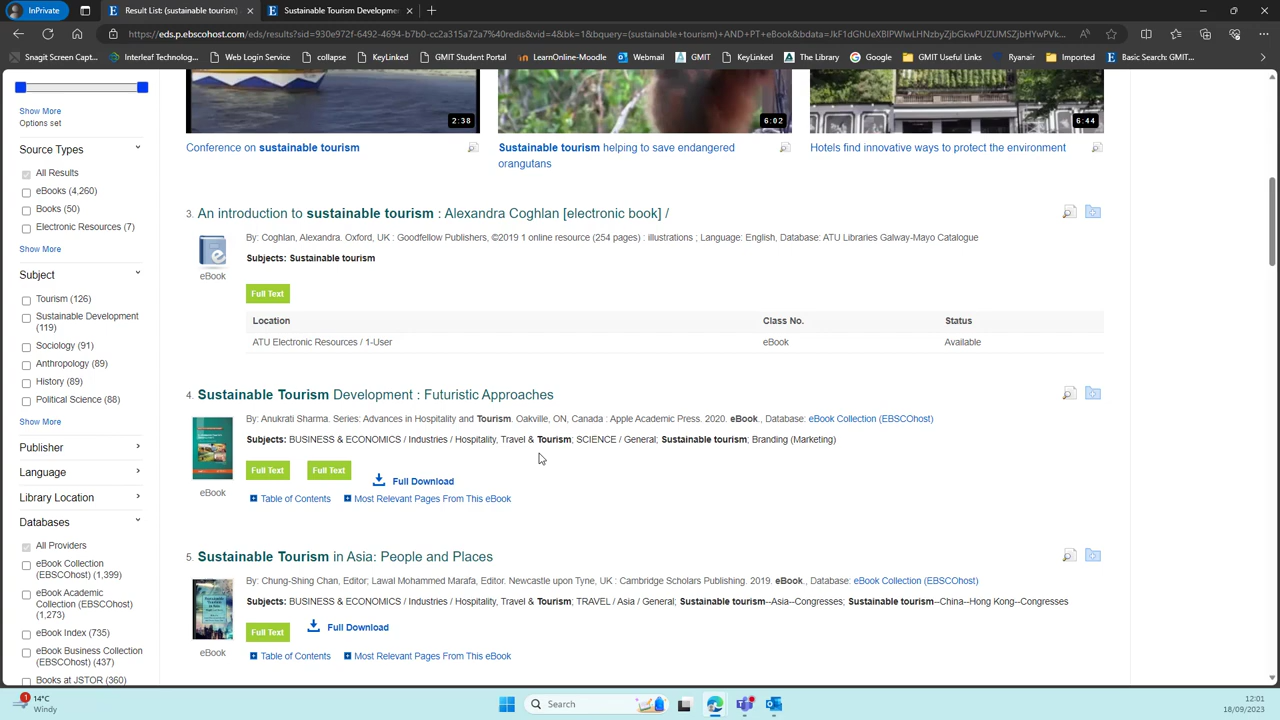 InPrivate
Result List: (sustainable tourism)
Sustainable Tourism Developme
https://eds.p.ebscohost.com/eds/results?sid=930e972f-6492-4694-b7b0-cc2a315a72a7%40redis&vid=4&bk=1&bquery=(sustainable+tourism)+AND+PT+eBook&bdata=
Snagit Screen Captu...
Interleaf Technolog...
Web Login Service
collapse
KeyLinked
GMIT Student Portal
LearnOnline-Moodle
Webmail
GMIT
KeyLinked
The Library
Google
GMIT Useful Links
Ryanair
Imported
Basic Search: GMIT...
2:38
6:02
6:44
Conference on sustainable tourism
Sustainable tourism helping to save endangered
orangutans
Hotels find innovative ways to protect the environment
Show More
Options set
Source Types
All Results
eBooks (4,260)
Books (50)
Electronic Resources (7)
Show More
Subject
Tourism (126)
Sustainable Development
(119)
Sociology (91)
Anthropology (89)
History (89)
Political Science (88)
Show More
Publisher
Language
Library Location
Databases
All Providers
eBook Collection
(EBSCOhost) (1,399)
eBook Academic
Collection (EBSCOhost)
(1,273)
eBook Index (735)
eBook Business Collection
(EBSCOhost) (437)
Books at JSTOR (360)
3. An introduction to sustainable tourism : Alexandra Coghlan [electronic book] /
By: Coghlan, Alexandra. Oxford, UK : Goodfellow Publishers, ©2019 1 online resource (254 pages) : illustrations ; Language: English, Database: ATU Libraries Galway-Mayo Catalogue
Subjects: Sustainable tourism
eBook
Full Text
Location Class No. Status
ATU Electronic Resources / 1-User eBook Available
4. Sustainable Tourism Development : Futuristic Approaches
By: Anukrati Sharma. Series: Advances in Hospitality and Tourism. Oakville, ON, Canada : Apple Academic Press. 2020. eBook., Database: eBook Collection (EBSCOhost)
Subjects: BUSINESS & ECONOMICS / Industries / Hospitality, Travel & Tourism; SCIENCE / General; Sustainable tourism; Branding (Marketing)
Full Text Full Text Full Download
eBook
Table of Contents Most Relevant Pages From This eBook
5. Sustainable Tourism in Asia: People and Places
By: Chung-Shing Chan, Editor; Lawal Mohammed Marafa, Editor. Newcastle upon Tyne, UK : Cambridge Scholars Publishing. 2019. eBook., Database: eBook Collection (EBSCOhost)
Subjects: BUSINESS & ECONOMICS / Industries / Hospitality, Travel & Tourism; TRAVEL / Asia / General; Sustainable tourism--Asia--Congresses; Sustainable tourism--China--Hong Kong--Congresses
Full Text Full Download
eBook
Table of Contents Most Relevant Pages From This eBook
1
14°C
Windy
Search
12:01
18/09/2023